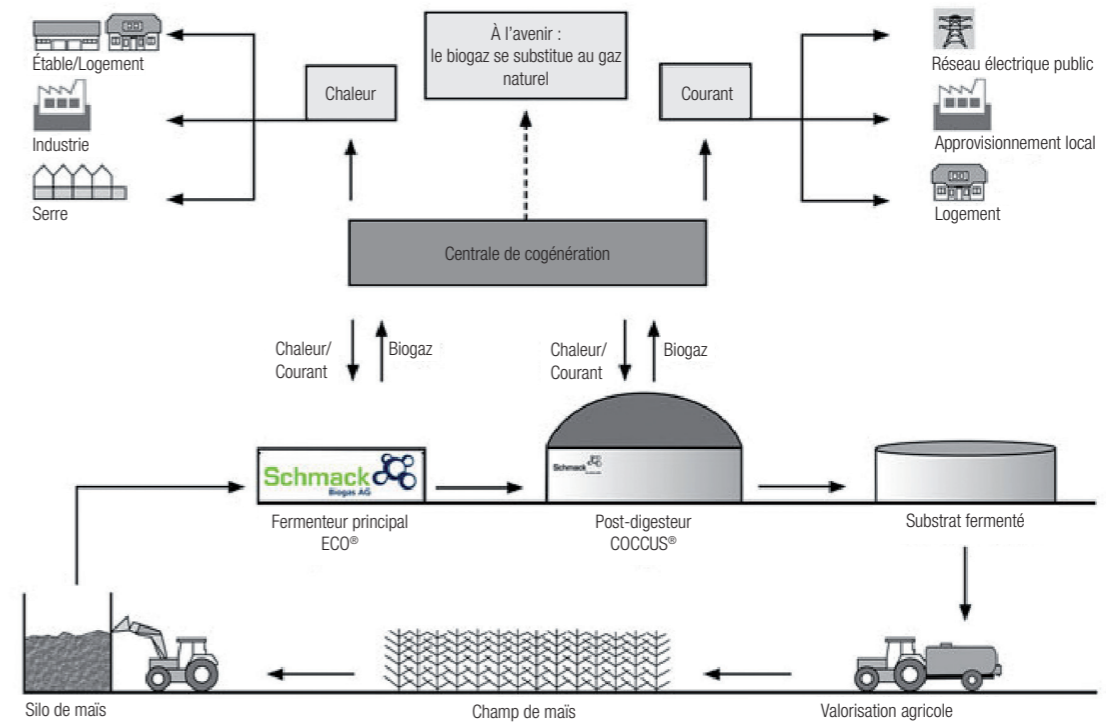 À l'avenir :
le biogaz se substitue au gaz
naturel
Étable/Logement
Chaleur
Courant
Réseau électrique public
Industrie
Approvisionnement local
Serre
Logement
Centrale de cogénération
Chaleur/
Courant
Biogaz
Chaleur/
Courant
Biogaz
Schmack
Biogas AG
Schmack
Fermenteur principal
ECO®
Post-digesteur
COCCUS®
Substrat fermenté
Silo de maïs
Champ de maïs
Valorisation agricole